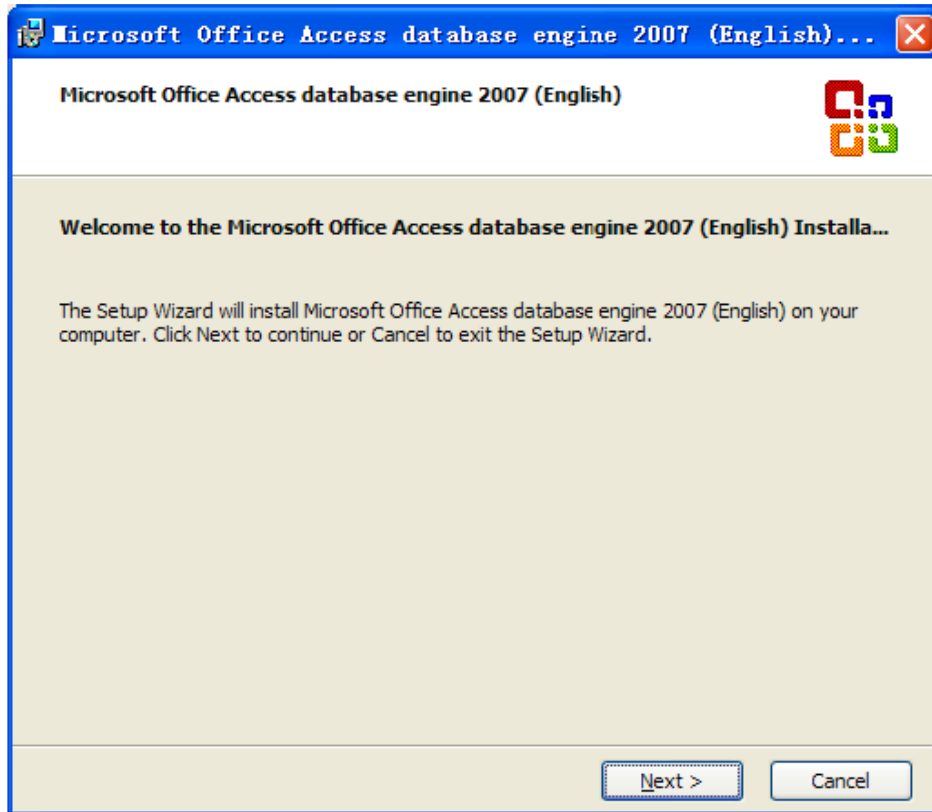 Microsoft Office Access database engine 2007 (English)...
Microsoft Office Access database engine 2007 (English)
Welcome to the Microsoft Office Access database engine 2007 (English) Installa...
The Setup Wizard will install Microsoft Office Access database engine 2007 (English) on your
computer. Click Next to continue or Cancel to exit the Setup Wizard.
Next >
Cancel